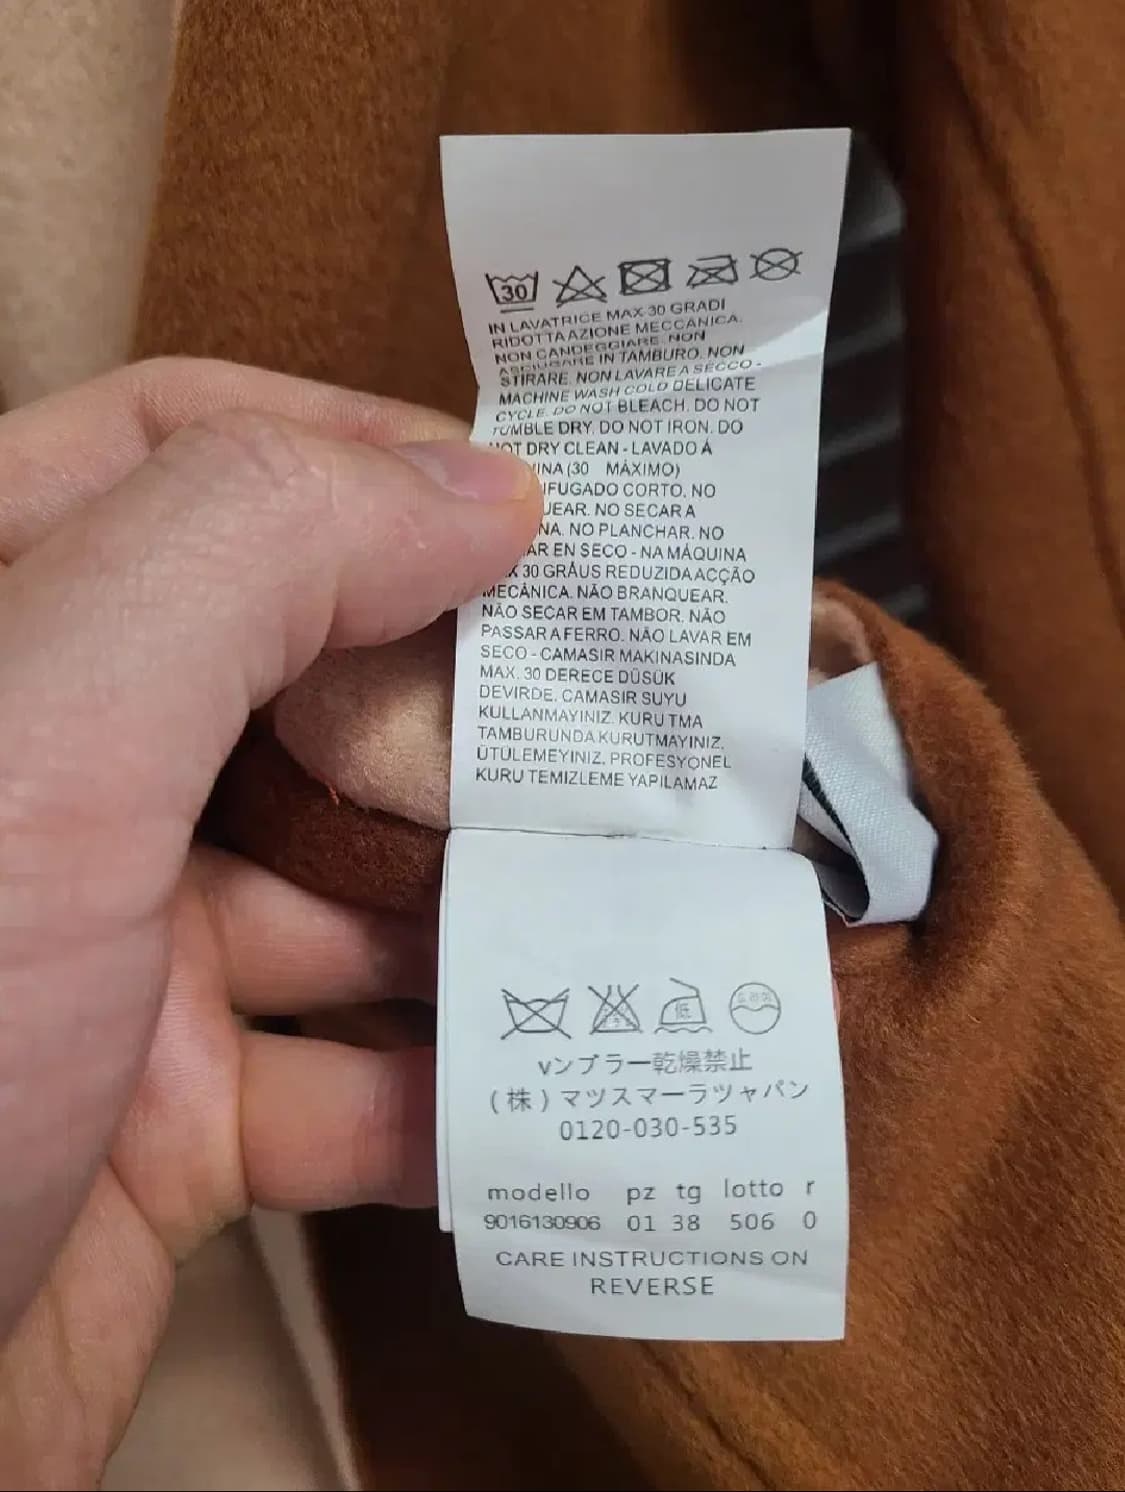 30
IN LAVATRICE MAX 30 GRADI
RIDOTTA AZIONE MECCANICA.
NON CANDEGGIARE. NON
ASCIUGARE IN TAMBURO. NON
STIRARE. NON LAVARE A SECCO -
MACHINE WASH COLD DELICATE
CYCLE. DO NOT BLEACH. DO NOT
TUMBLE DRY. DO NOT IRON. DO
NOT DRY CLEAN - LAVADO Á
(30 MÁXIMO)
CORTO. NO
NO SECAR A
NO PLANCHAR. NO
EN SECO - NA MÁQUINA
30 GRÅUS REDUZIDA ACÇÃO
MECÂNICA. NÃO BRANQUEAR.
NÃO SECAR EM TAMBOR. NÃO
PASSAR A FERRO. NÃO LAVAR EM
SECO - CAMASIR MAKINASINDA
MAX. 30 DERECE DÜSÜK
DEVIRDE. CAMASIR SUYU
KULLANMAYINIZ. KURU TMA
TAMBURUNDA KURUTMAYINIZ.
ÜTÜLEMEYINIZ. PROFESYONEL
KURU TEMIZLEME YAPILAMAZ
低
vンブラー乾燥禁止
(株)マツスマーラツャパン
0120-030-535
modello pz tg lotto r
9016130906 01 38 506 0
CARE INSTRUCTIONS ON
REVERSE